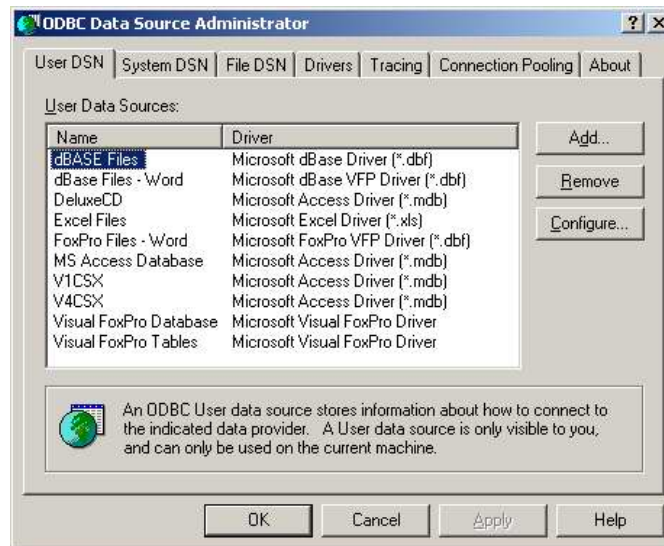 ODBC Data Source Administrator
User DSN System DSN File DSN Drivers Tracing Connection Pooling About
User Data Sources:
Name Driver
dBASE Files Microsoft dBase Driver (*.dbf)
dBase Files - Word Microsoft dBase VFP Driver (*.dbf)
DeluxeCD Microsoft Access Driver (*.mdb)
Excel Files Microsoft Excel Driver (*.xls)
FoxPro Files - Word Microsoft FoxPro VFP Driver (*.dbf)
MS Access Database Microsoft Access Driver (*.mdb)
V1CSX Microsoft Access Driver (*.mdb)
V4CSX Microsoft Access Driver (*.mdb)
Visual FoxPro Database Microsoft Visual FoxPro Driver
Visual FoxPro Tables Microsoft Visual FoxPro Driver
Add...
Remove
Configure...
An ODBC User data source stores information about how to connect to
the indicated data provider. A User data source is only visible to you,
and can only be used on the current machine.
OK Cancel Apply Help